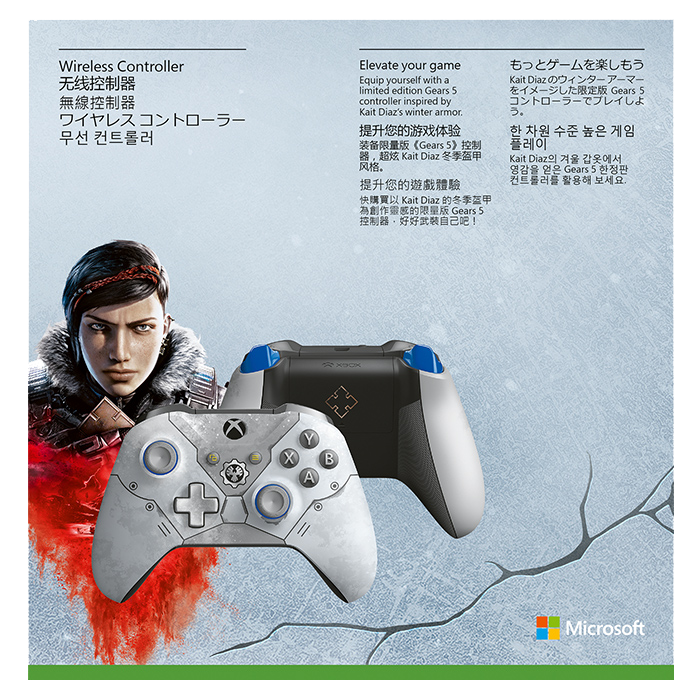 Wireless Controller
无线控制器
無線控制器
ワイヤレス コントローラー
무선 컨트롤러
Elevate your game
Equip yourself with a
limited edition Gears 5
controller inspired by
Kait Diaz's winter armor.
提升您的游戏体验
装备限量版《Gears 5》控制
器，超炫 Kait Diaz 冬季盔甲
风格。
提升您的遊戲體驗
快購買以 Kait Diaz 的冬季盔甲
為創作靈感的限量版 Gears 5
控制器，好好武裝自己吧！
もっとゲームを楽しもう
Kait Diaz のウィンター アーマー
をイメージした限定版 Gears 5
コントローラーでプレイしよ
う。
한 차원 수준 높은 게임
플레이
Kait Diaz의 겨울 갑옷에서
영감을 얻은 Gears 5 한정판
컨트롤러를 활용해 보세요.
XBOX
Y
X
B
A
Microsoft